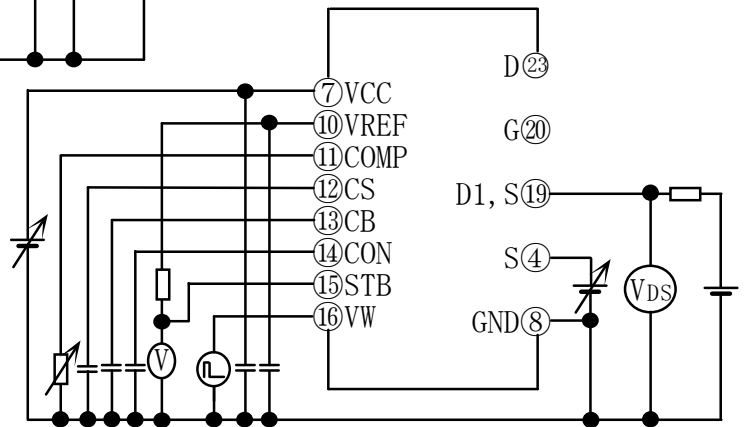 ⑦VCC
⑩VREF
⑪COMP
⑫CS
⑬CB
⑭CON
⑮STB
⑯VW
V
D㉓
G⑳
D1, S⑲
S④
GND⑧
VDS